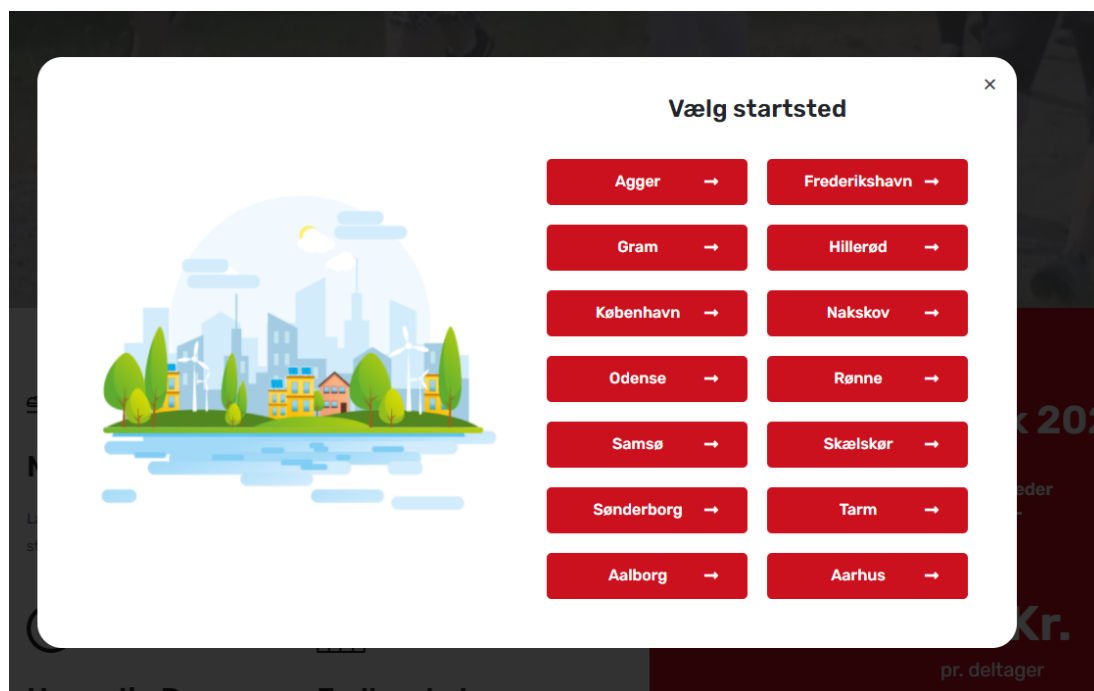 ×
Vælg startsted
Agger → Frederikshavn →
Gram → Hillerød →
København → Nakskov →
Odense → Rønne →
Samsø → Skælskør →
Sønderborg → Tarm →
Aalborg → Aarhus →
Kr.
pr. deltager